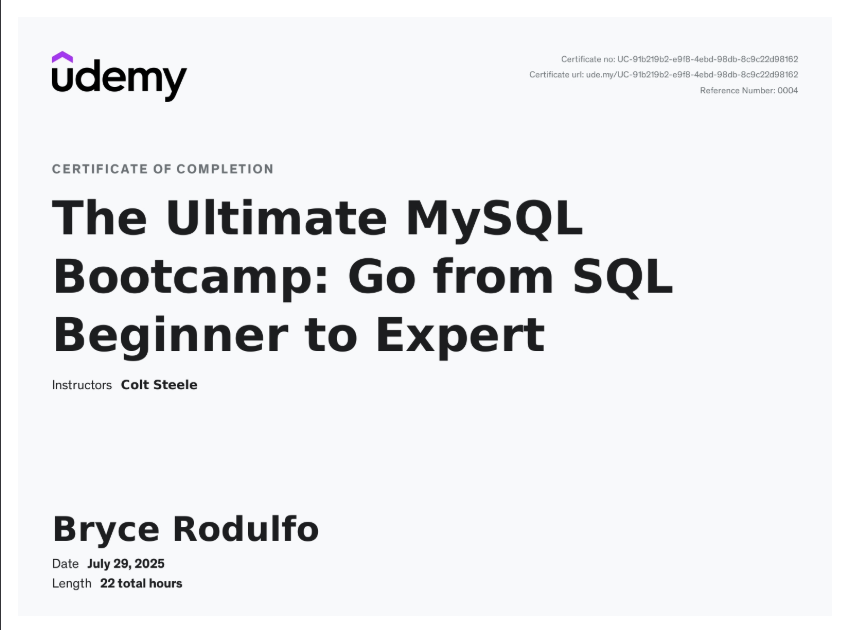 udemy
Certificate no: UC-91b219b2-e9f8-4ebd-98db-8c9c22d98162
Certificate url: ude.my/UC-91b219b2-e9f8-4ebd-98db-8c9c22d98162
Reference Number: 0004
CERTIFICATE OF COMPLETION
The Ultimate MySQL
Bootcamp: Go from SQL
Beginner to Expert
Instructors Colt Steele
Bryce Rodulfo
Date July 29, 2025
Length 22 total hours